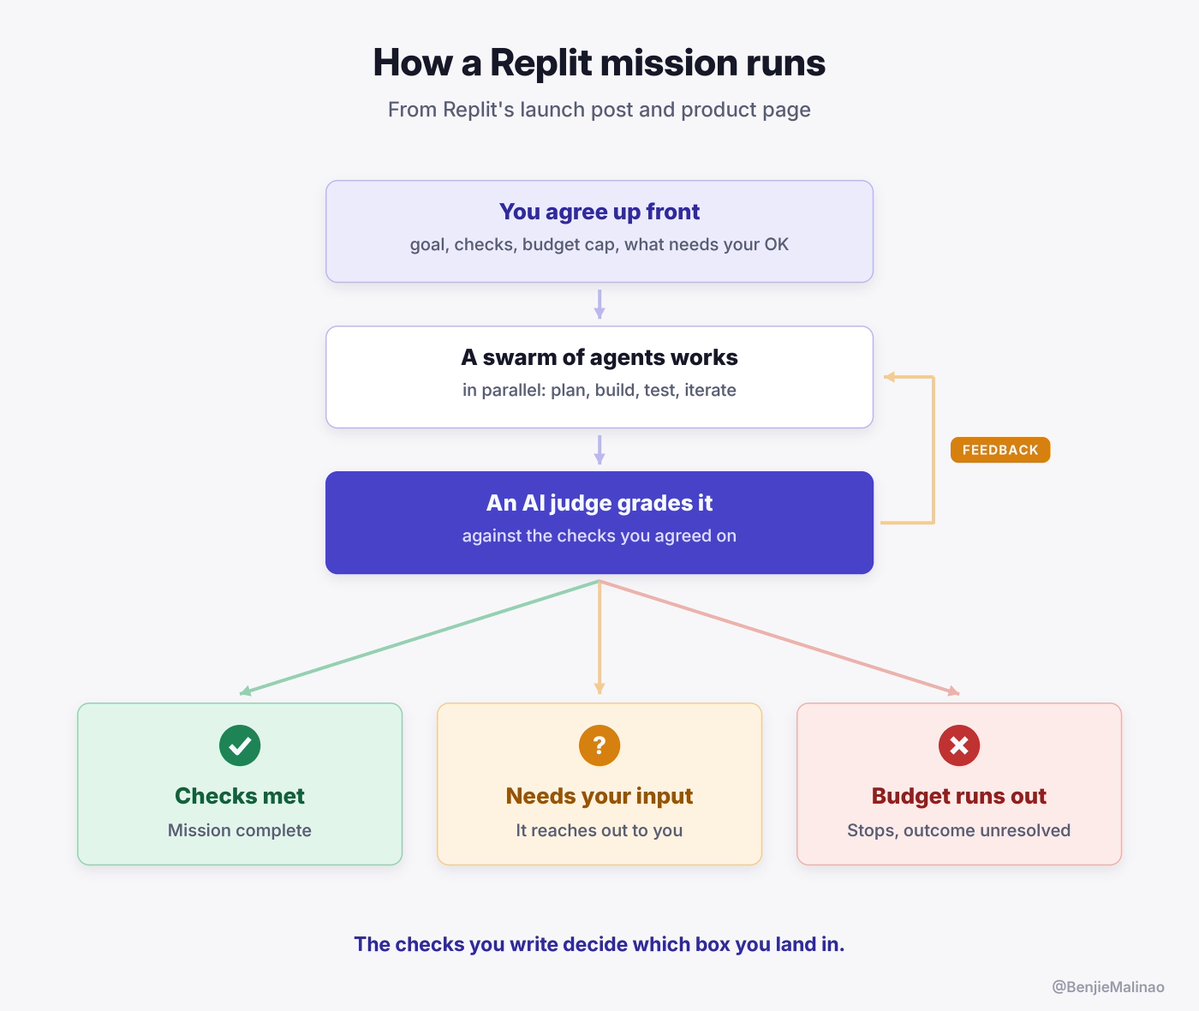 How a Replit mission runs
From Replit's launch post and product page
You agree up front
goal, checks, budget cap, what needs your OK
A swarm of agents works
in parallel: plan, build, test, iterate
FEEDBACK
An AI judge grades it
against the checks you agreed on
?
Checks met
Mission complete
Needs your input
It reaches out to you
Budget runs out
Stops, outcome unresolved
The checks you write decide which box you land in.
@BenjieMalinao